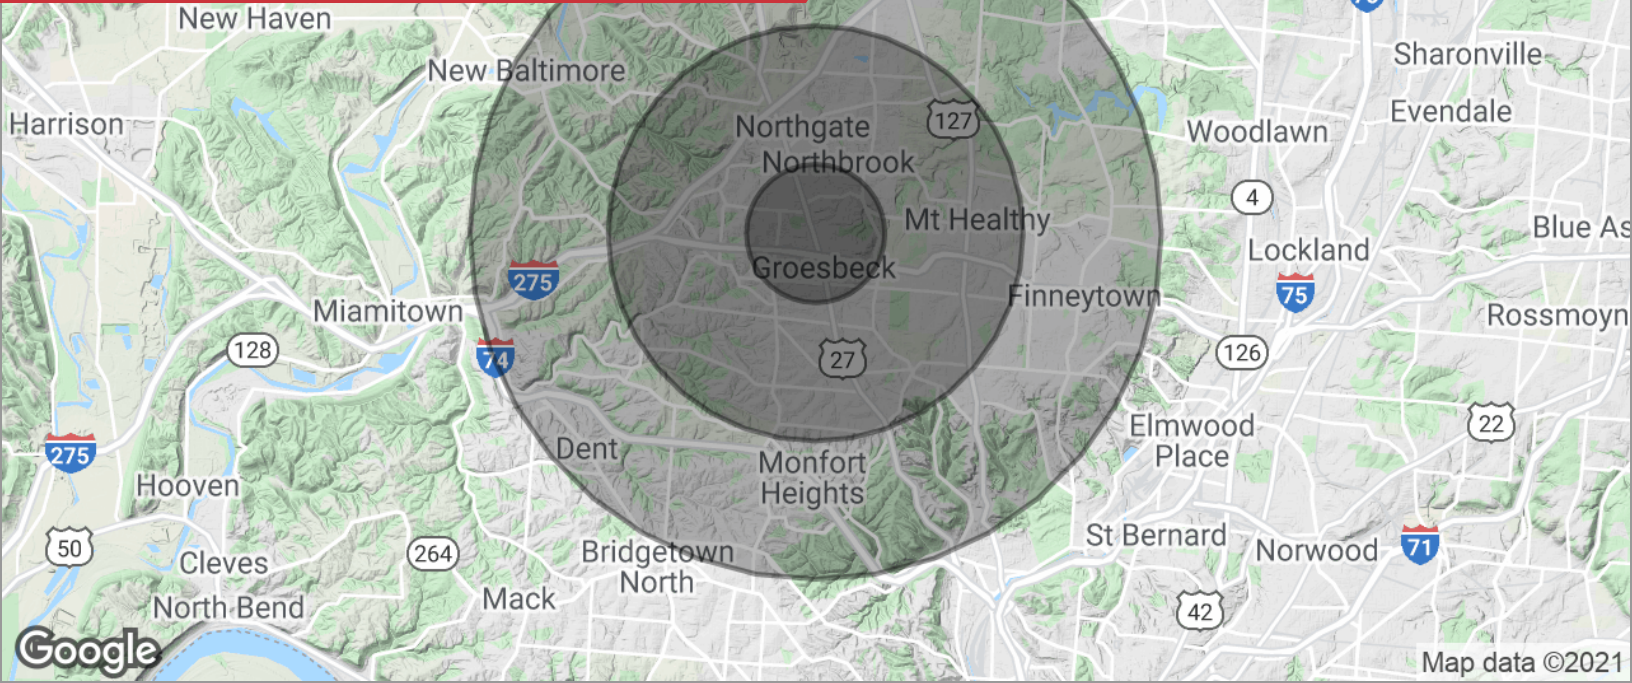 New Haven
Sharonville
New Baltimore
Evendale
Harrison
Northgate
127
Woodlawn
Northbrook
4
Mt Healthy
Blue As
Lockland
Groesbeck
275
75
Finneytown
Miamitown
Rossmoyn
128
74
27
126
22
Elmwood
Place
Dent
275
Monfort
Heights
Hooven
St Bernard
50
264
Bridgetown
North
Norwood
71
Cleves
Mack
North Bend
42
Google
Map data ©2021